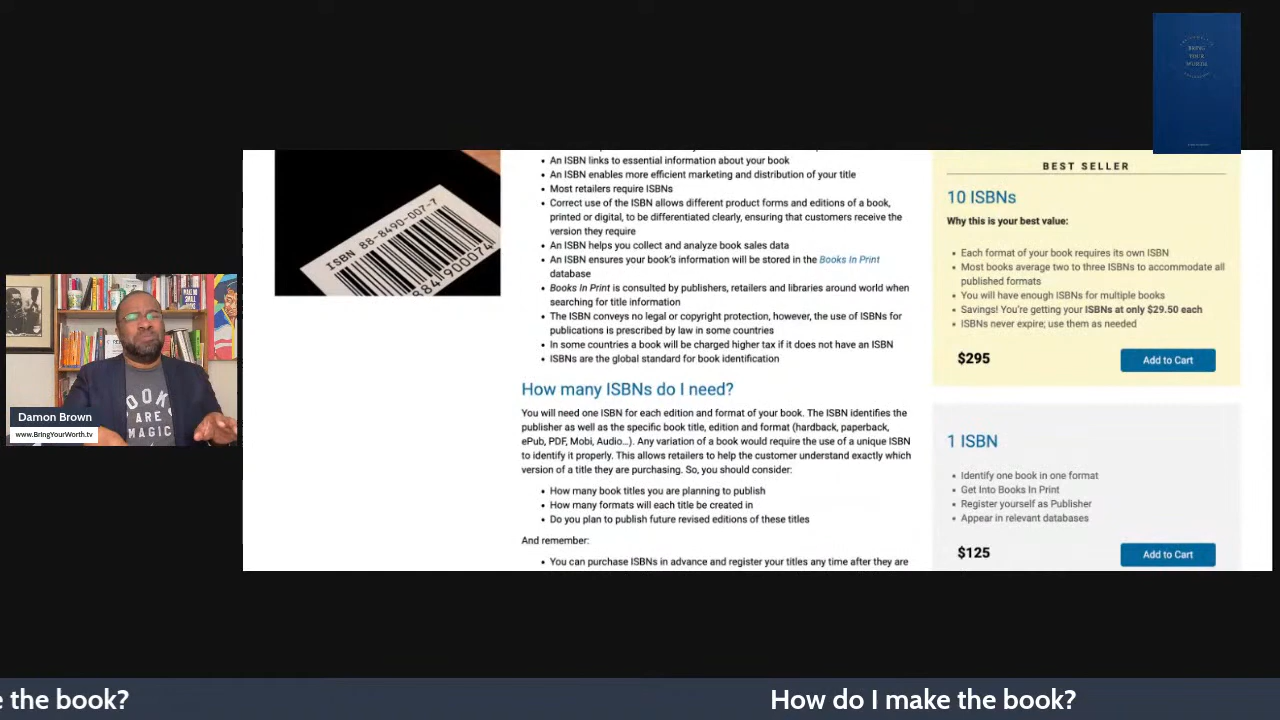 BRING
YOUR
WORTH
An ISBN links to essential information about your book
An ISBN enables more efficient marketing and distribution of your title
Most retailers require ISBNs
Correct use of the ISBN allows different product forms and editions of a book,
printed or digital, to be differentiated clearly, ensuring that customers receive the
version they require
An ISBN helps you collect and analyze book sales data
An ISBN ensures your book's information will be stored in the Books In Print
database
Books In Print is consulted by publishers, retailers and libraries around world when
searching for title information
The ISBN conveys no legal or copyright protection, however, the use of ISBNs for
publications is prescribed by law in some countries
In some countries a book will be charged higher tax if it does not have an ISBN
ISBNs are the global standard for book identification
How many ISBNs do I need?
You will need one ISBN for each edition and format of your book. The ISBN identifies the
publisher as well as the specific book title, edition and format (hardback, paperback,
ePub, PDF, Mobi, Audio…). Any variation of a book would require the use of a unique ISBN
to identify it properly. This allows retailers to help the customer understand exactly which
version of a title they are purchasing. So, you should consider:
How many book titles you are planning to publish
How many formats will each title be created in
Do you plan to publish future revised editions of these titles
And remember:
You can purchase ISBNs in advance and register your titles any time after they are
BEST SELLER
10 ISBNs
Why this is your best value:
Each format of your book requires its own ISBN
Most books average two to three ISBNs to accommodate all
published formats
You will have enough ISBNs for multiple books
Savings! You're getting your ISBNs at only $29.50 each
ISBNs never expire; use them as needed
$295
Add to Cart
1 ISBN
Identify one book in one format
Get Into Books In Print
Register yourself as Publisher
Appear in relevant databases
$125
Add to Cart
ISBN 88-8490-007-7
BOOKS
ARE
MAGIC
Damon Brown
www.BringYourWorth.tv
e the book?
How do I make the book?